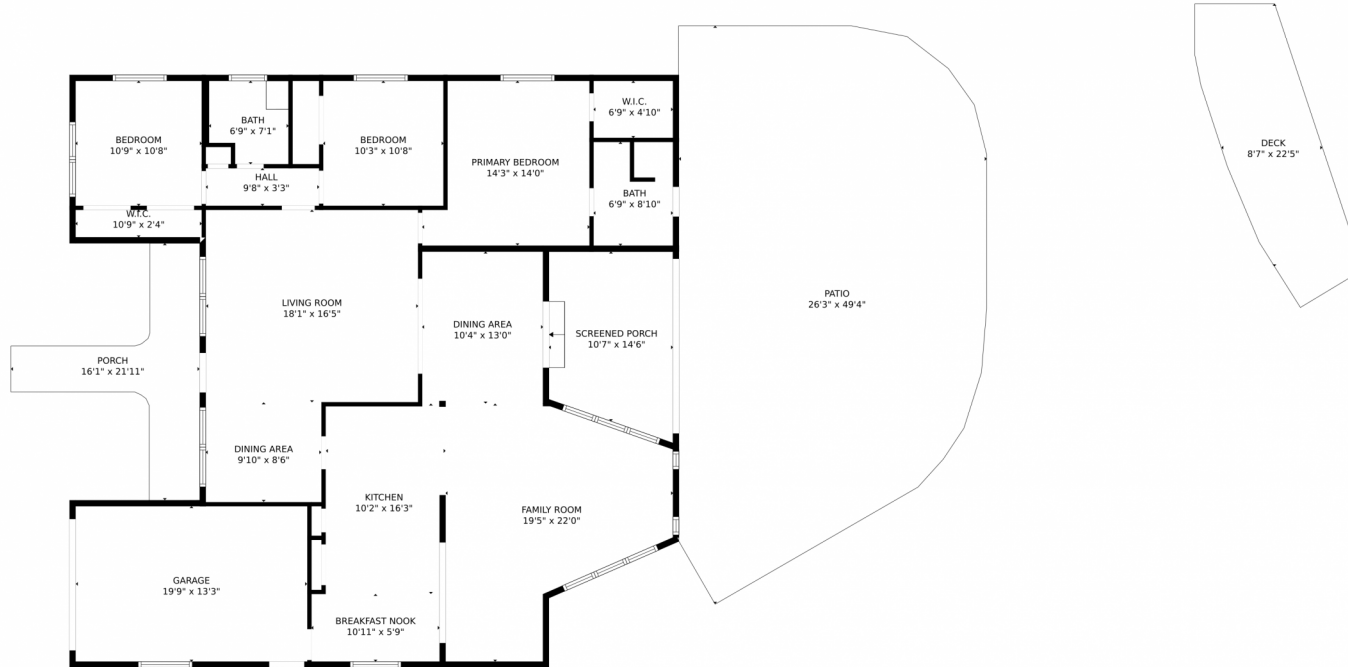 BEDROOM
10'9" x 10'8"
BATH
6'9" x 7'1"
BEDROOM
10'3" x 10'8"
PRIMARY BEDROOM
14'3" x 14'0"
W.I.C.
6'9" x 4'10"
BATH
6'9" x 8'10"
HALL
9'8" x 3'3"
W.I.C.
10'9" x 2'4"
DECK
8'7" x 22'5"
LIVING ROOM
18'1" x 16'5"
DINING AREA
10'4" x 13'0"
SCREENED PORCH
10'7" x 14'6"
PATIO
26'3" x 49'4"
PORCH
16'1" x 21'11"
DINING AREA
9'10" x 8'6"
KITCHEN
10'2" x 16'3"
FAMILY ROOM
19'5" x 22'0"
GARAGE
19'9" x 13'3"
BREAKFAST NOOK
10'11" x 5'9"